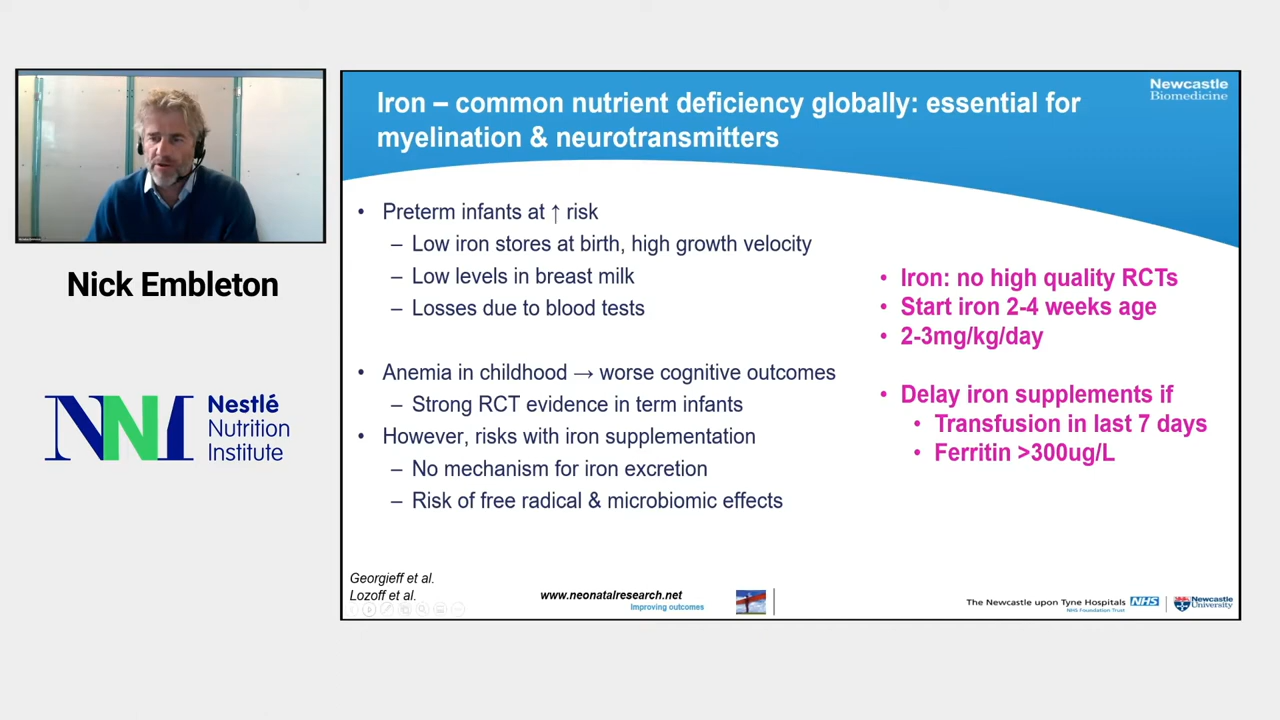 Newcastle
Biomedicine
Iron – common nutrient deficiency globally: essential for
myelination & neurotransmitters
• Preterm infants at ↑ risk
– Low iron stores at birth, high growth velocity
– Low levels in breast milk
– Losses due to blood tests
• Anemia in childhood → worse cognitive outcomes
– Strong RCT evidence in term infants
• However, risks with iron supplementation
– No mechanism for iron excretion
– Risk of free radical & microbiomic effects
• Iron: no high quality RCTs
• Start iron 2-4 weeks age
• 2-3mg/kg/day
• Delay iron supplements if
• Transfusion in last 7 days
• Ferritin >300ug/L
Nick Embleton
NNI
Nestlé
Nutrition
Institute
Georgieff et al.
Lozoff et al.
www.neonatalresearch.net
Improving outcomes
The Newcastle upon Tyne Hospitals NHS
NHS Foundation Trust
Newcastle
University